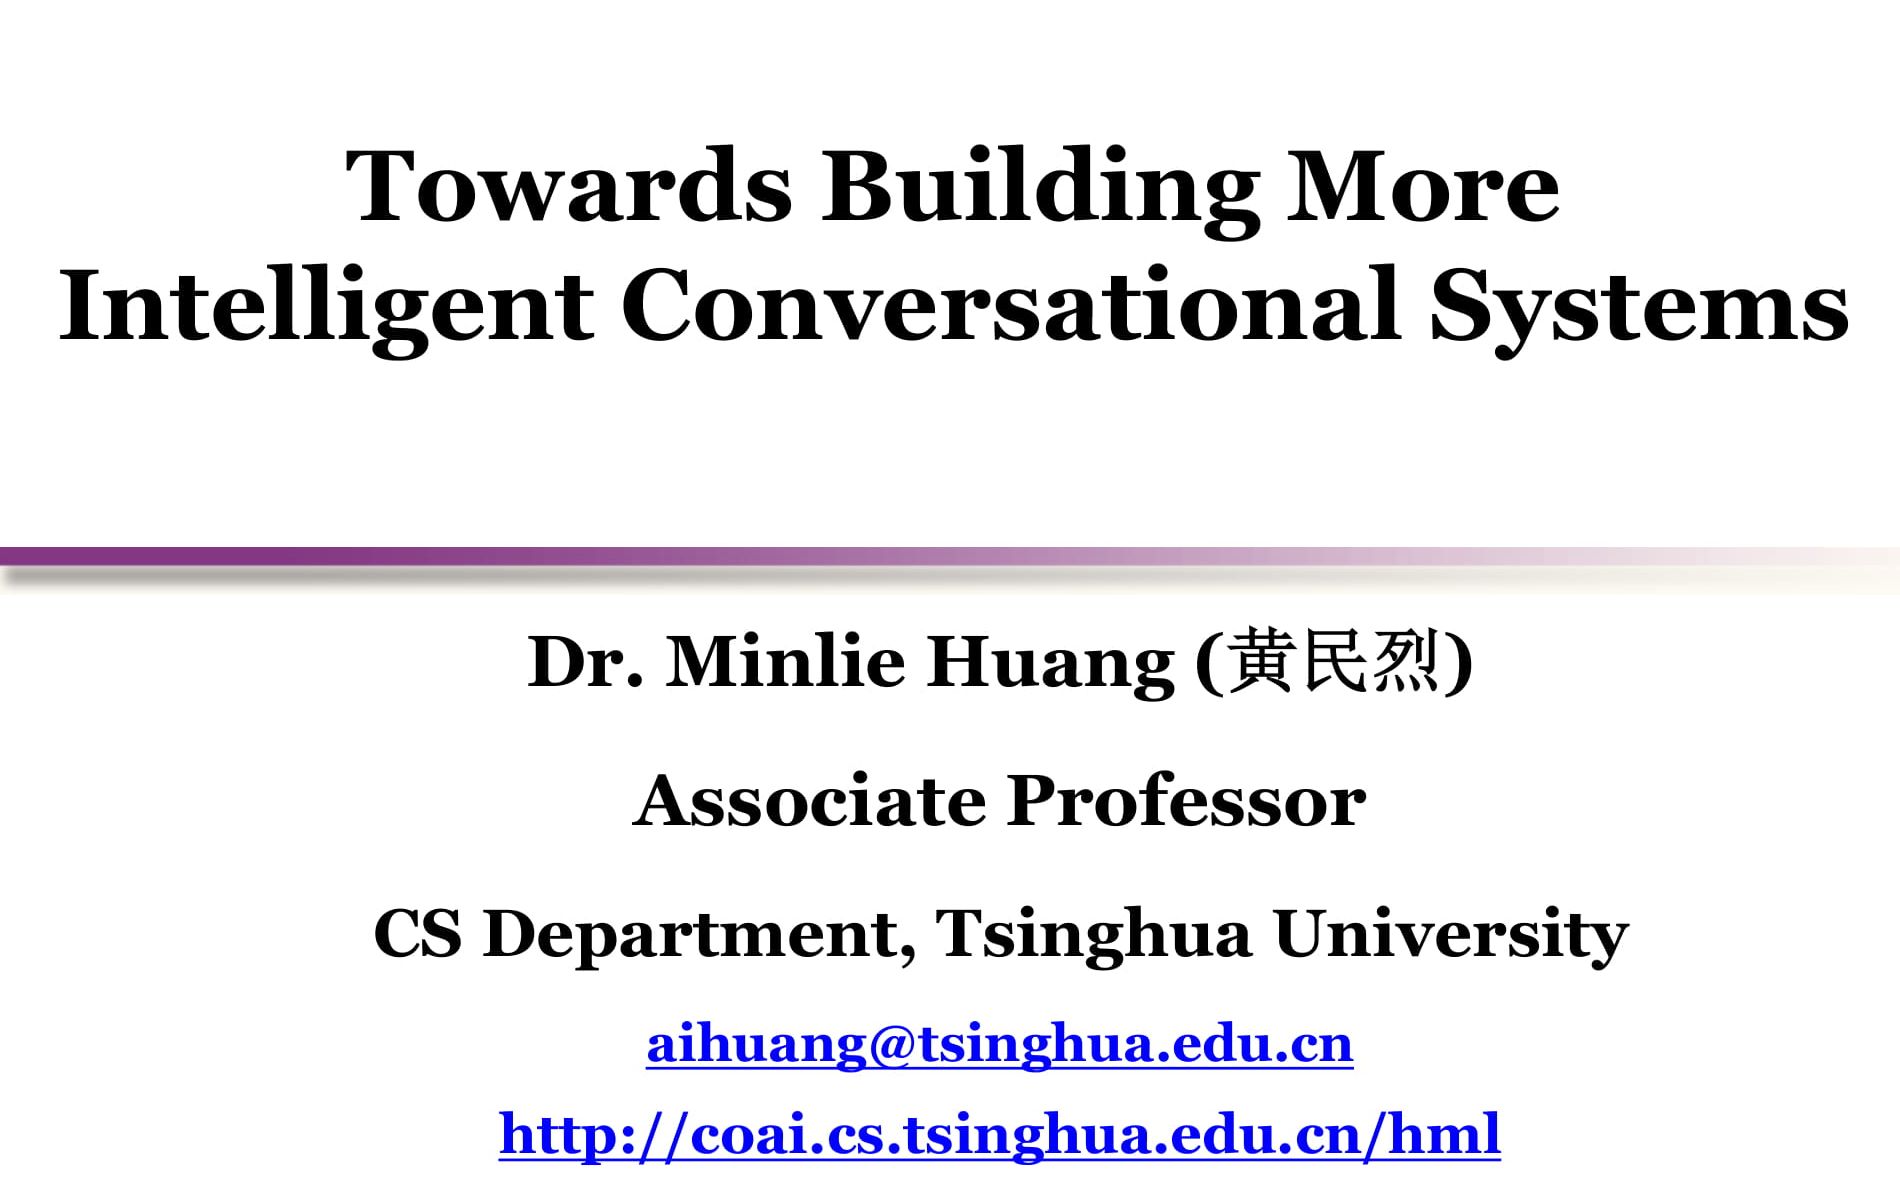 Towards Building More
Intelligent Conversational Systems
Dr. Minlie Huang (黄民烈)
Associate Professor
CS Department, Tsinghua University
aihuang@tsinghua.edu.cn
http://coai.cs.tsinghua.edu.cn/hml